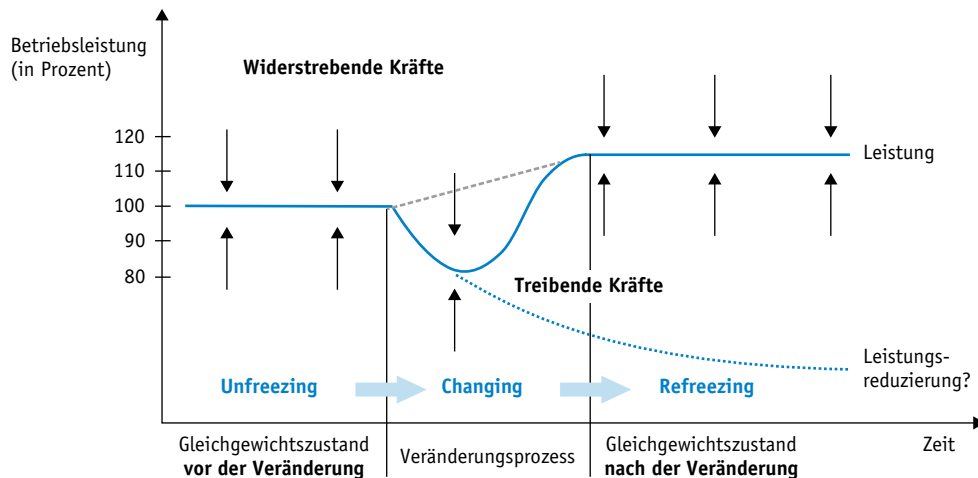 Betriebsleistung
(in Prozent)
Widerstrebende Kräfte
120
110
100
90
80
Leistung
Treibende Kräfte
Leistungs-
reduzierung?
Unfreezing
Changing
Refreezing
Gleichgewichtszustand
vor der Veränderung
Veränderungsprozess
Gleichgewichtszustand
nach der Veränderung
Zeit